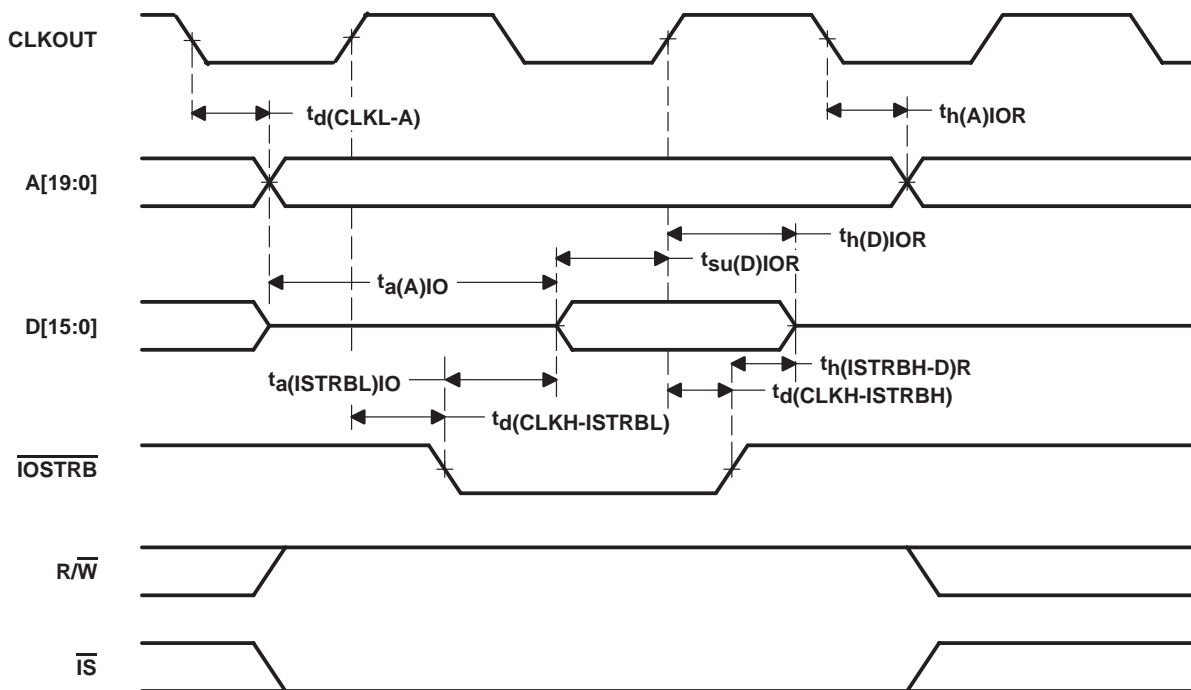 CLKOUT
td(CLKL-A)
th(A)IOR
A[19:0]
th(D)IOR
tsu(D)IOR
ta(A)IO
D[15:0]
th(ISTRBH-D)R
ta(ISTRBL)IO
td(CLKH-ISTRBH)
td(CLKH-ISTRBL)
IOSTRB
R/W
IS